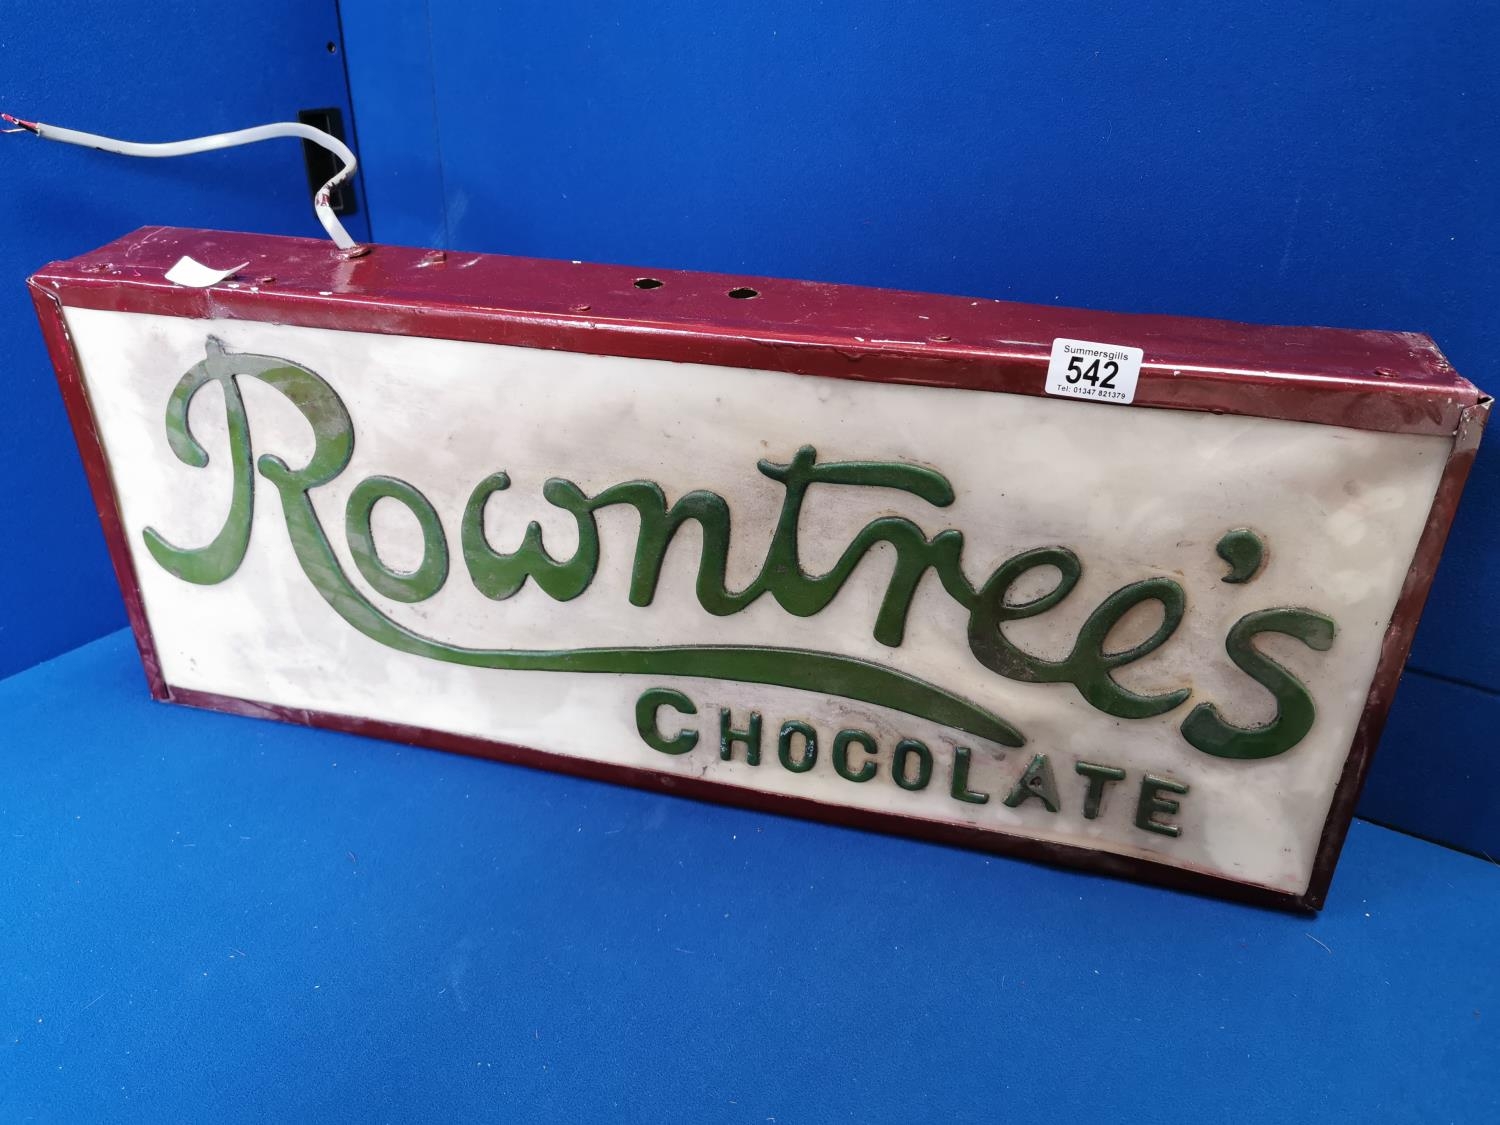 Summersgills
542
Tel: 01347 821379
Rowntree's
CHOCOLATE